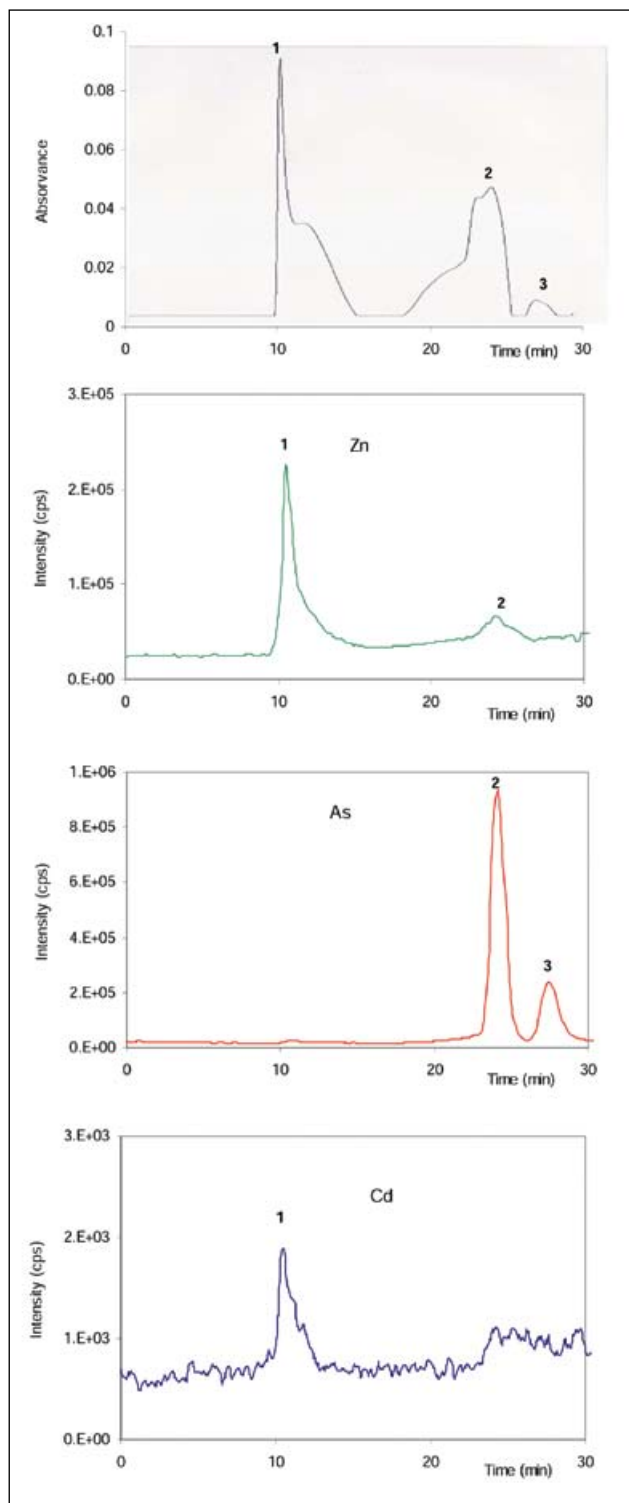 0.1
1
0.08
0.06
2
0.04
0.02
3
0
Absorvance
Time (min)
0
10
20
30
3.E+05
1
Zn
2.E+05
1.E+05
2
0.E+00
Intensity (cps)
0
10
20
30
Time (min)
1.E+06
2
As
8.E+05
6.E+05
4.E+05
3
2.E+05
0.E+00
Intensity (cps)
0
10
20
30
Time (min)
3.E+03
Cd
1
2.E+03
1.E+03
0.E+00
Intensity (cps)
0
10
20
30
Time (min)